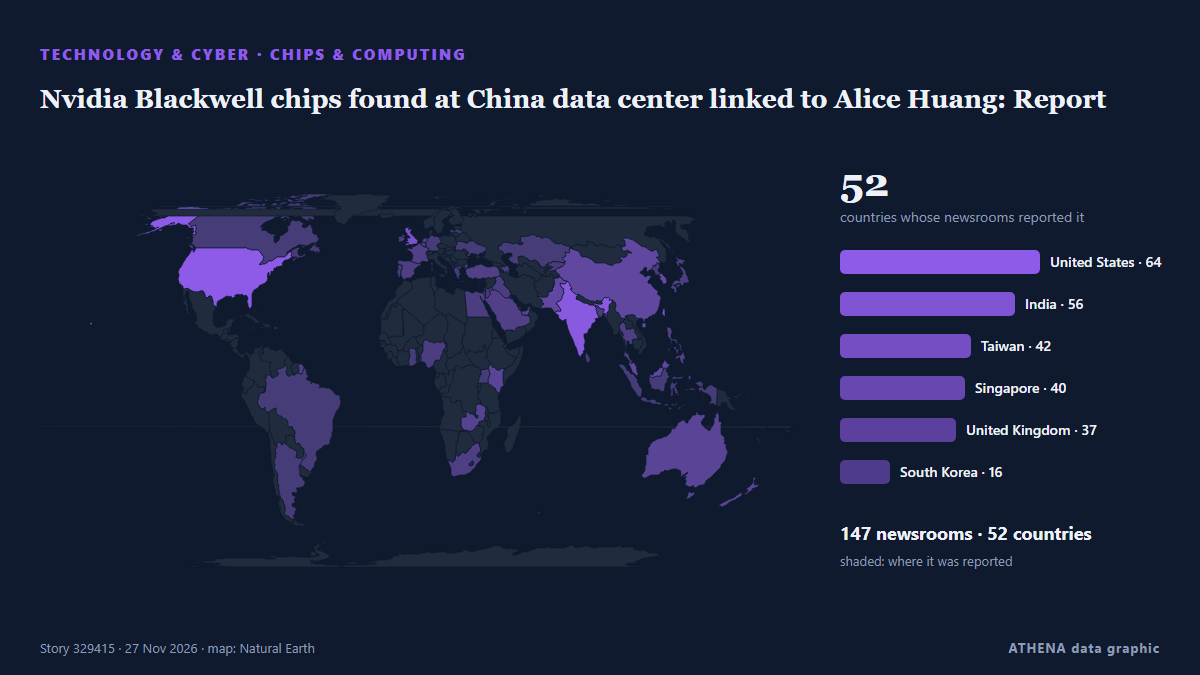 TECHNOLOGY & CYBER · CHIPS & COMPUTING
Nvidia Blackwell chips found at China data center linked to Alice Huang: Report
52
countries whose newsrooms reported it
United States · 64
India · 56
Taiwan · 42
Singapore · 40
United Kingdom · 37
South Korea · 16
147 newsrooms · 52 countries
shaded: where it was reported
Story 329415 · 27 Nov 2026 · map: Natural Earth
ATHENA data graphic